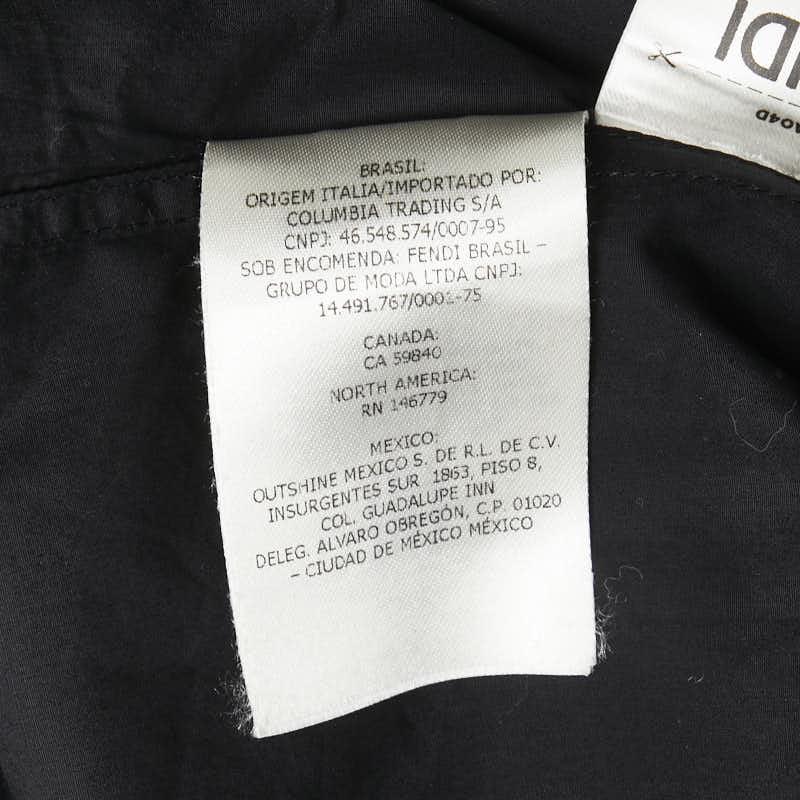 BRASIL:
ORIGEM ITALIA/IMPORTADO POR:
COLUMBIA TRADING S/A
CNPJ: 46.548.574/0007-95
SOB ENCOMENDA: FENDI BRASIL –
GRUPO DE MODA LTDA CNPJ:
14.491.767/0001-75
CANADA:
CA 59840
NORTH AMERICA:
RN 146779
MEXICO:
OUTSHINE MEXICO S. DE R.L. DE C.V.
INSURGENTES SUR 1863, PISO 8,
COL. GUADALUPE INN
DELEG. ALVARO OBREGÓN, C.P. 01020
– CIUDAD DE MÉXICO MÉXICO